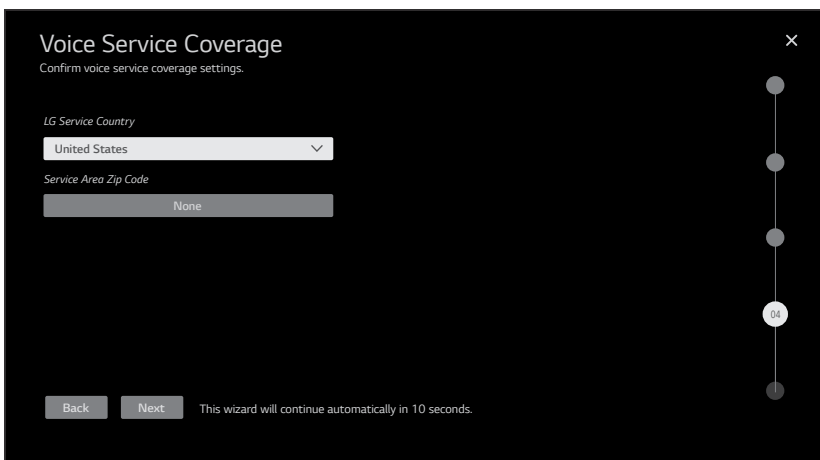 Voice Service Coverage
Confirm voice service coverage settings.
LG Service Country
United States
Service Area Zip Code
None
04
Back Next This wizard will continue automatically in 10 seconds.